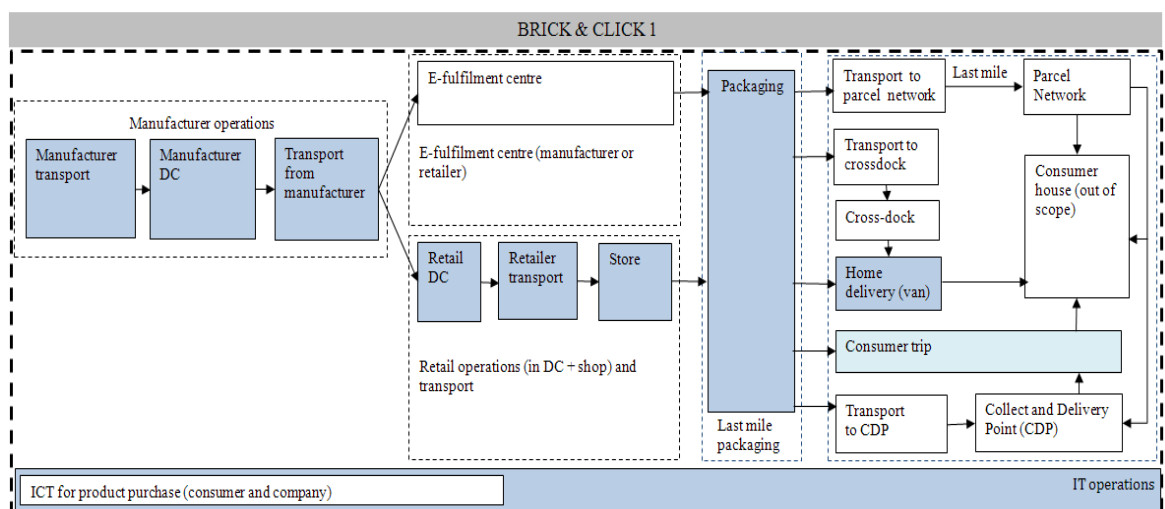 BRICK & CLICK 1
Manufacturer operations
Manufacturer
transport
Manufacturer
DC
Transport
from
manufacturer
E-fulfilment centre
E-fulfilment centre (manufacturer or
retailer)
Retail
DC
Retailer
transport
Store
Retail operations (in DC + shop) and
transport
Packaging
Last mile
packaging
Transport to
parcel network
Last mile
Parcel
Network
Transport to
crossdock
Cross-dock
Home
delivery (van)
Consumer
house (out of
scope)
Consumer trip
Transport
to CDP
Collect and Delivery
Point (CDP)
IT operations
ICT for product purchase (consumer and company)